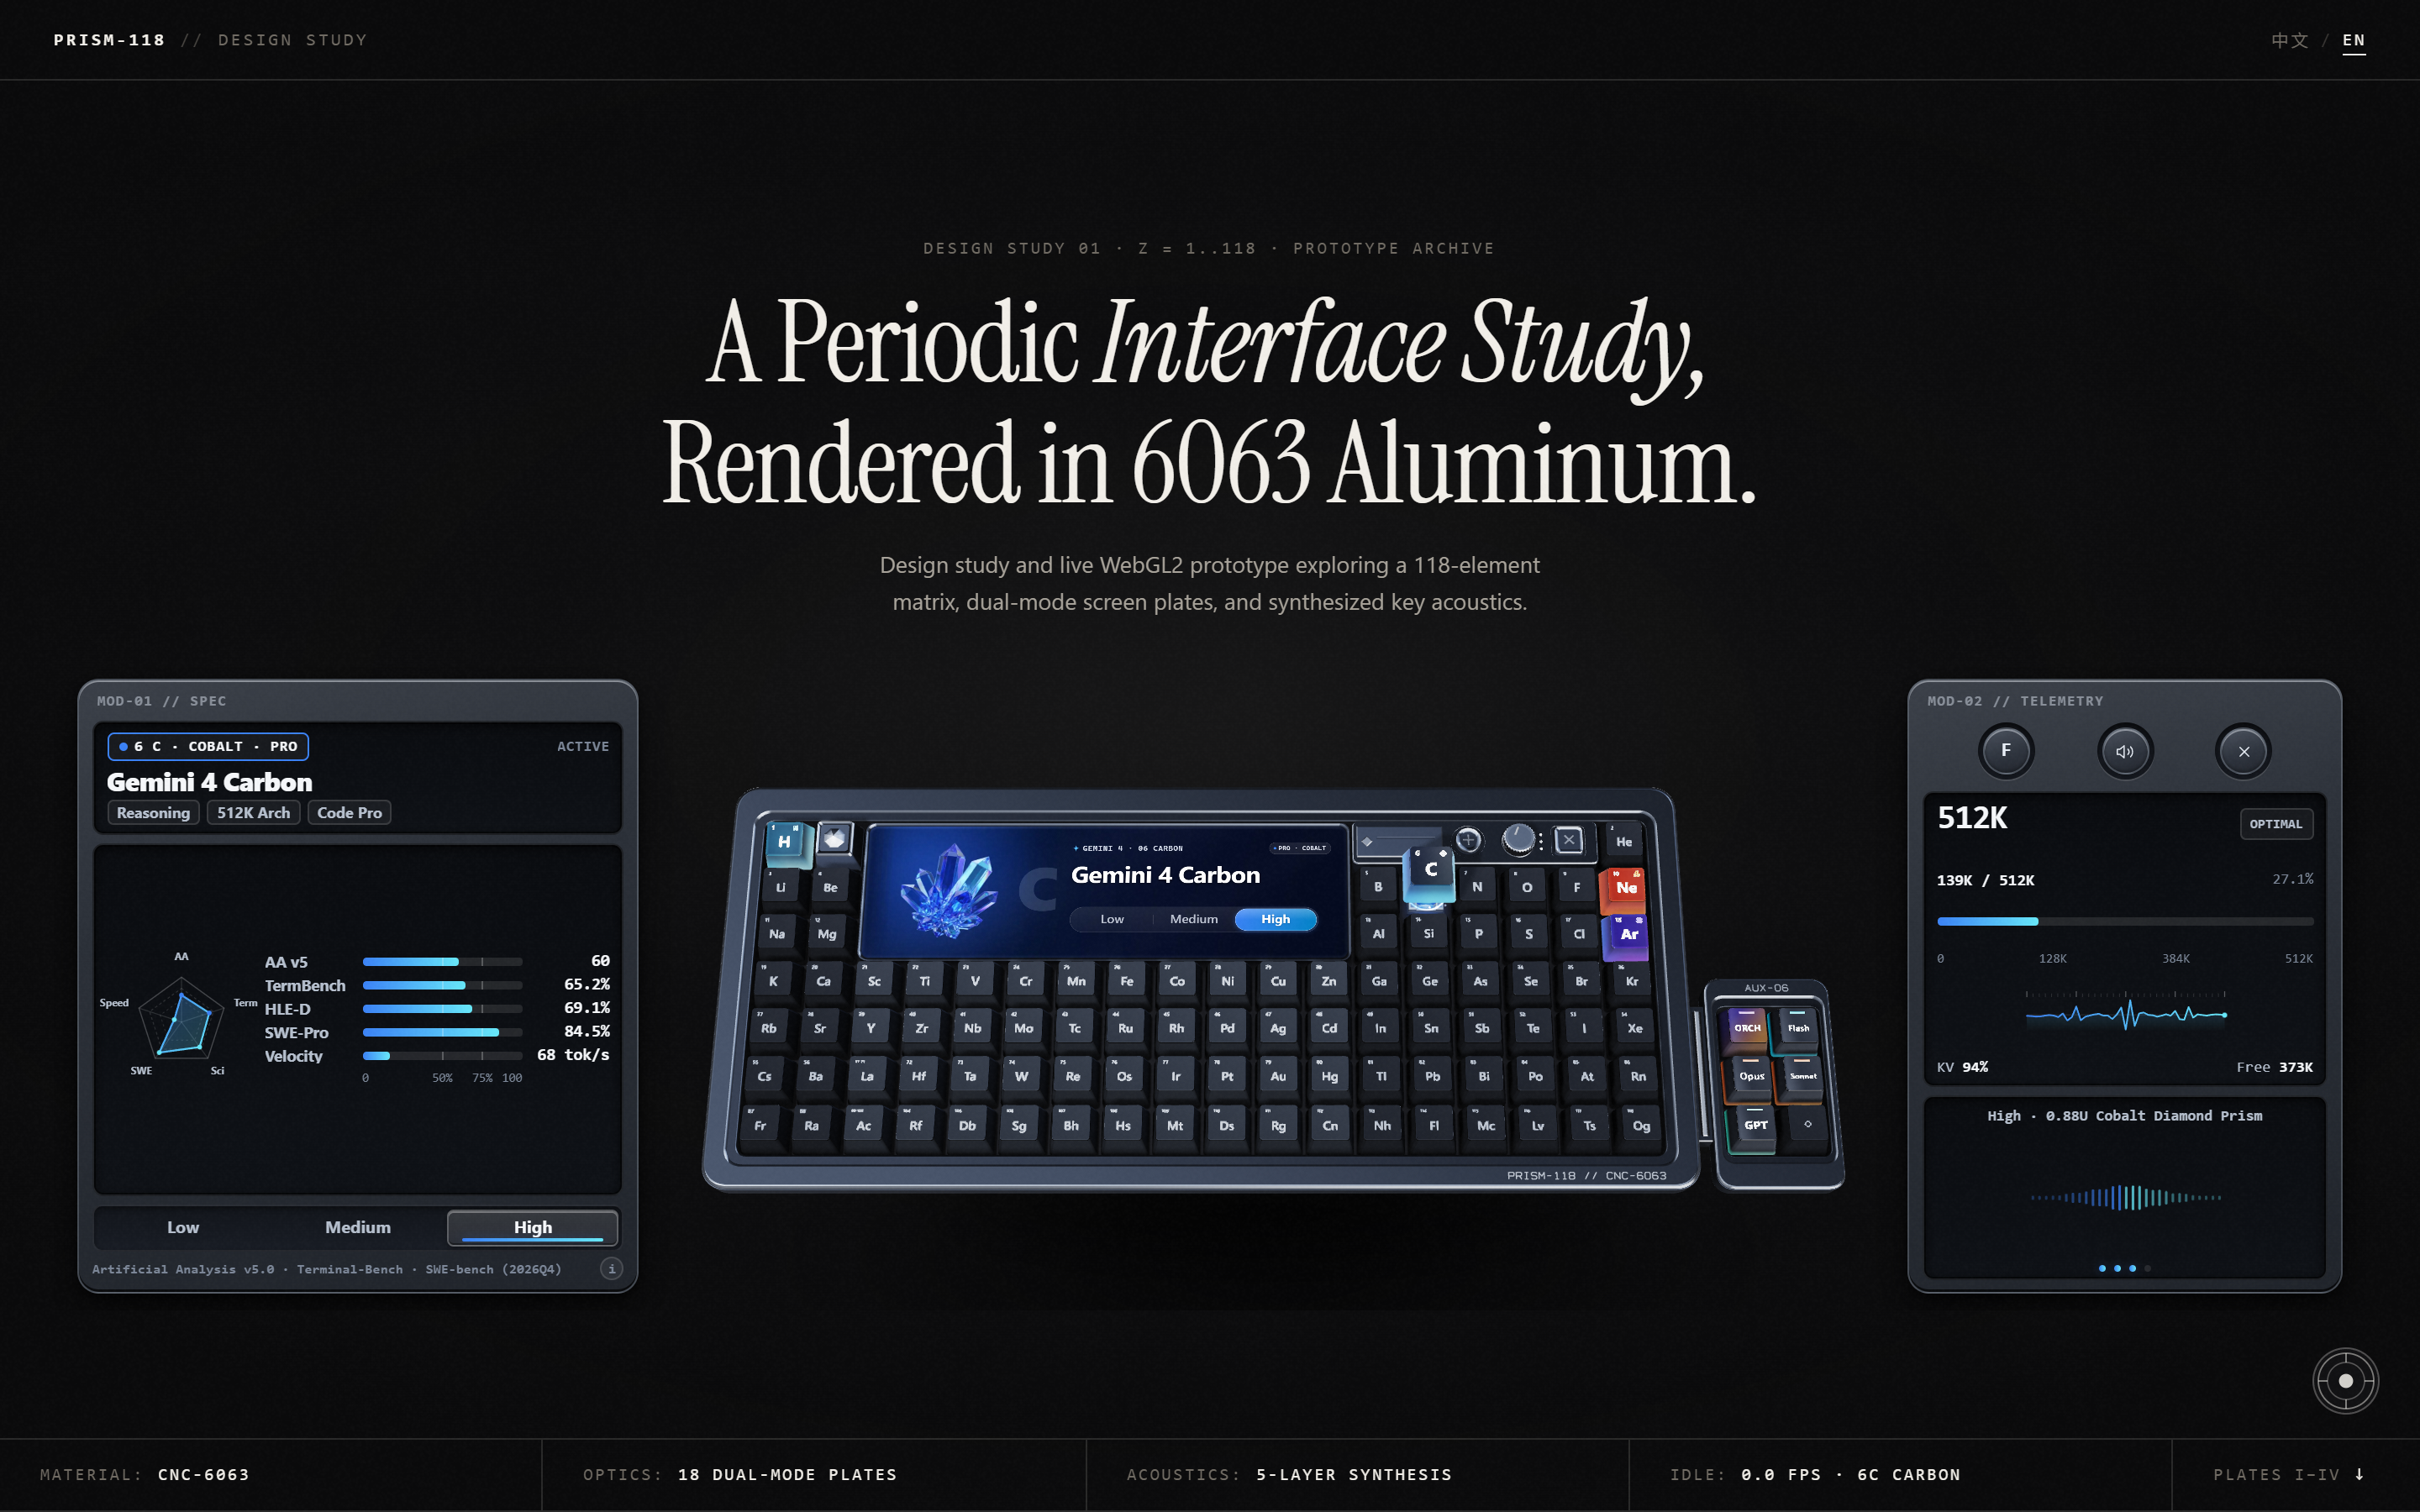 PRISM-118 // DESIGN STUDY
中文 / EN
DESIGN STUDY 01 · Z = 1..118 · PROTOTYPE ARCHIVE
A Periodic Interface Study,
Rendered in 6063 Aluminum.
Design study and live WebGL2 prototype exploring a 118-element
matrix, dual-mode screen plates, and synthesized key acoustics.
MOD-01 // SPEC
6 C · COBALT · PRO
ACTIVE
Gemini 4 Carbon
Reasoning
512K Arch
Code Pro
AA
Speed
Term
SWE
Sci
AA v5 60
TermBench 65.2%
HLE-D 69.1%
SWE-Pro 84.5%
Velocity 68 tok/s
0 50% 75% 100
Low Medium High
Artificial Analysis v5.0 · Terminal-Bench · SWE-bench (2026Q4) i
H
C
GEMINI 4 · 06 CARBON
PRO · COBALT
Gemini 4 Carbon
Low Medium High
C
He
Li Be B N O F Ne
Na Mg Al Si P S Cl Ar
K Ca Sc Ti V Cr Mn Fe Co Ni Cu Zn Ga Ge As Se Br Kr
Rb Sr Y Zr Nb Mo Tc Ru Rh Pd Ag Cd In Sn Sb Te I Xe
Cs Ba La Hf Ta W Re Os Ir Pt Au Hg Tl Pb Bi Po At Rn
Fr Ra Ac Rf Db Sg Bh Hs Mt Ds Rg Cn Nh Fl Mc Lv Ts Og
PRISM-118 // CNC-6063
AUX-06
ORCH Flash
Opus Sonnet
GPT
MOD-02 // TELEMETRY
F
512K
OPTIMAL
139K / 512K 27.1%
0 128K 384K 512K
KV 94% Free 373K
High · 0.88U Cobalt Diamond Prism
MATERIAL: CNC-6063
OPTICS: 18 DUAL-MODE PLATES
ACOUSTICS: 5-LAYER SYNTHESIS
IDLE: 0.0 FPS · 6C CARBON
PLATES I–IV ↓